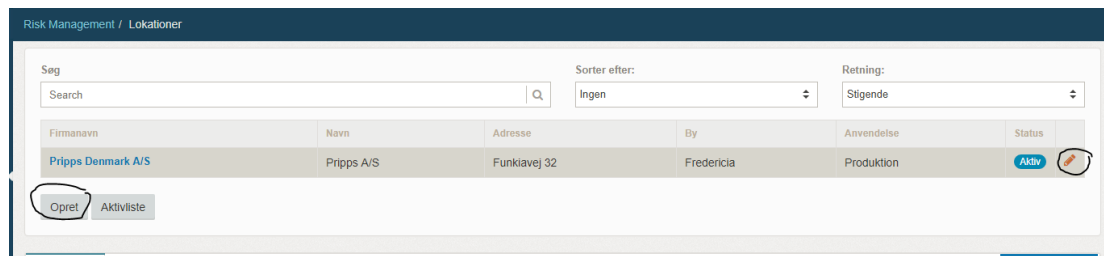 Risk Management / Lokationer
Søg Sorter efter: Retning:
Search Ingen Stigende
Firmanavn Navn Adresse By Anvendelse Status
Pripps Denmark A/S Pripps A/S Funkiavej 32 Fredericia Produktion Aktiv
Opret Aktivliste